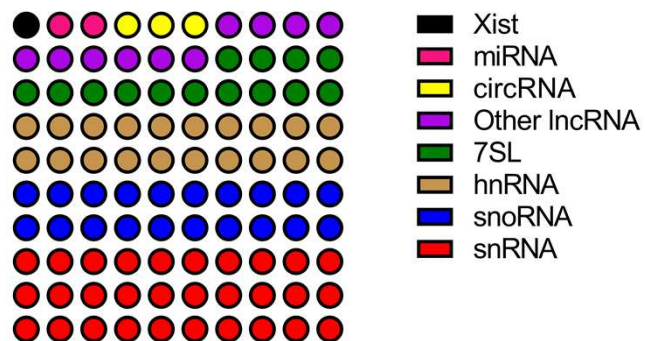 Xist
miRNA
circRNA
Other lncRNA
7SL
hnRNA
snoRNA
snRNA